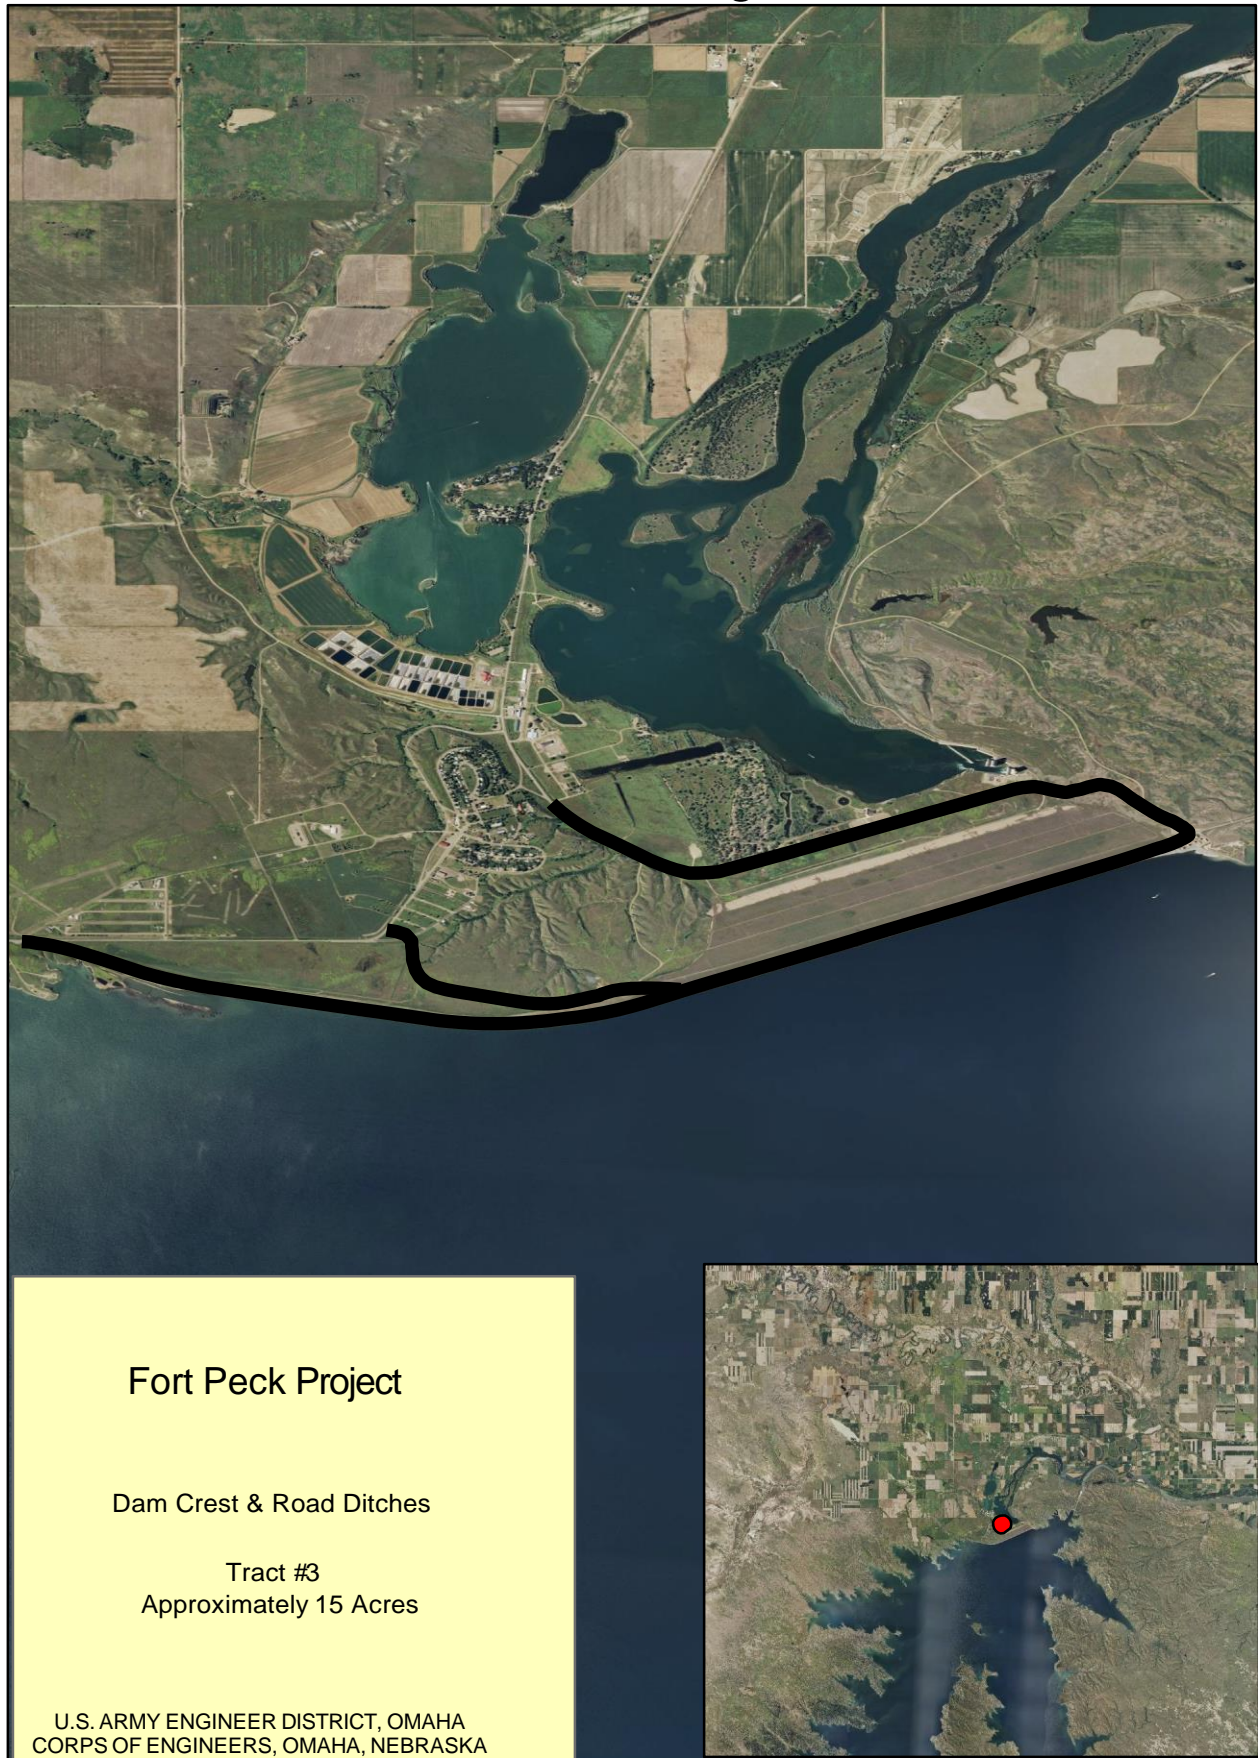 Fort Peck Project
Dam Crest & Road Ditches
Tract #3
Approximately 15 Acres
U.S. ARMY ENGINEER DISTRICT, OMAHA
CORPS OF ENGINEERS, OMAHA, NEBRASKA